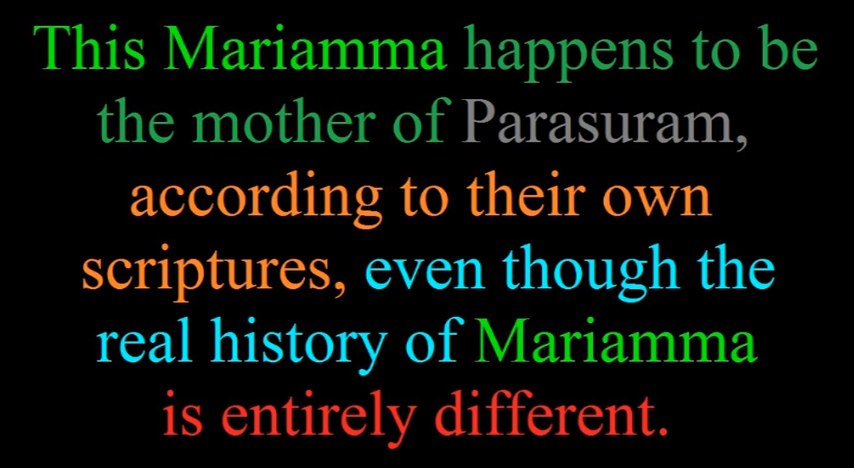 This Mariamma happens to be
the mother of Parasuram,
according to their own
scriptures, even though the
real history of Mariamma
is entirely different.